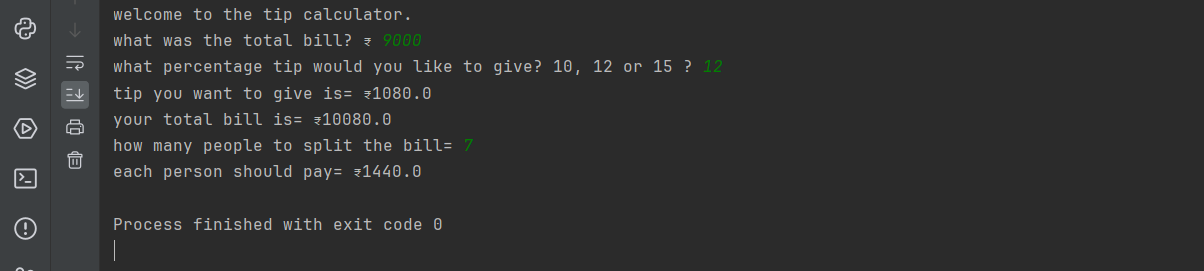 welcome to the tip calculator.
what was the total bill? ₹ 9000
what percentage tip would you like to give? 10, 12 or 15 ? 12
tip you want to give is= ₹1080.0
your total bill is= ₹10080.0
how many people to split the bill= 7
each person should pay= ₹1440.0
Process finished with exit code 0